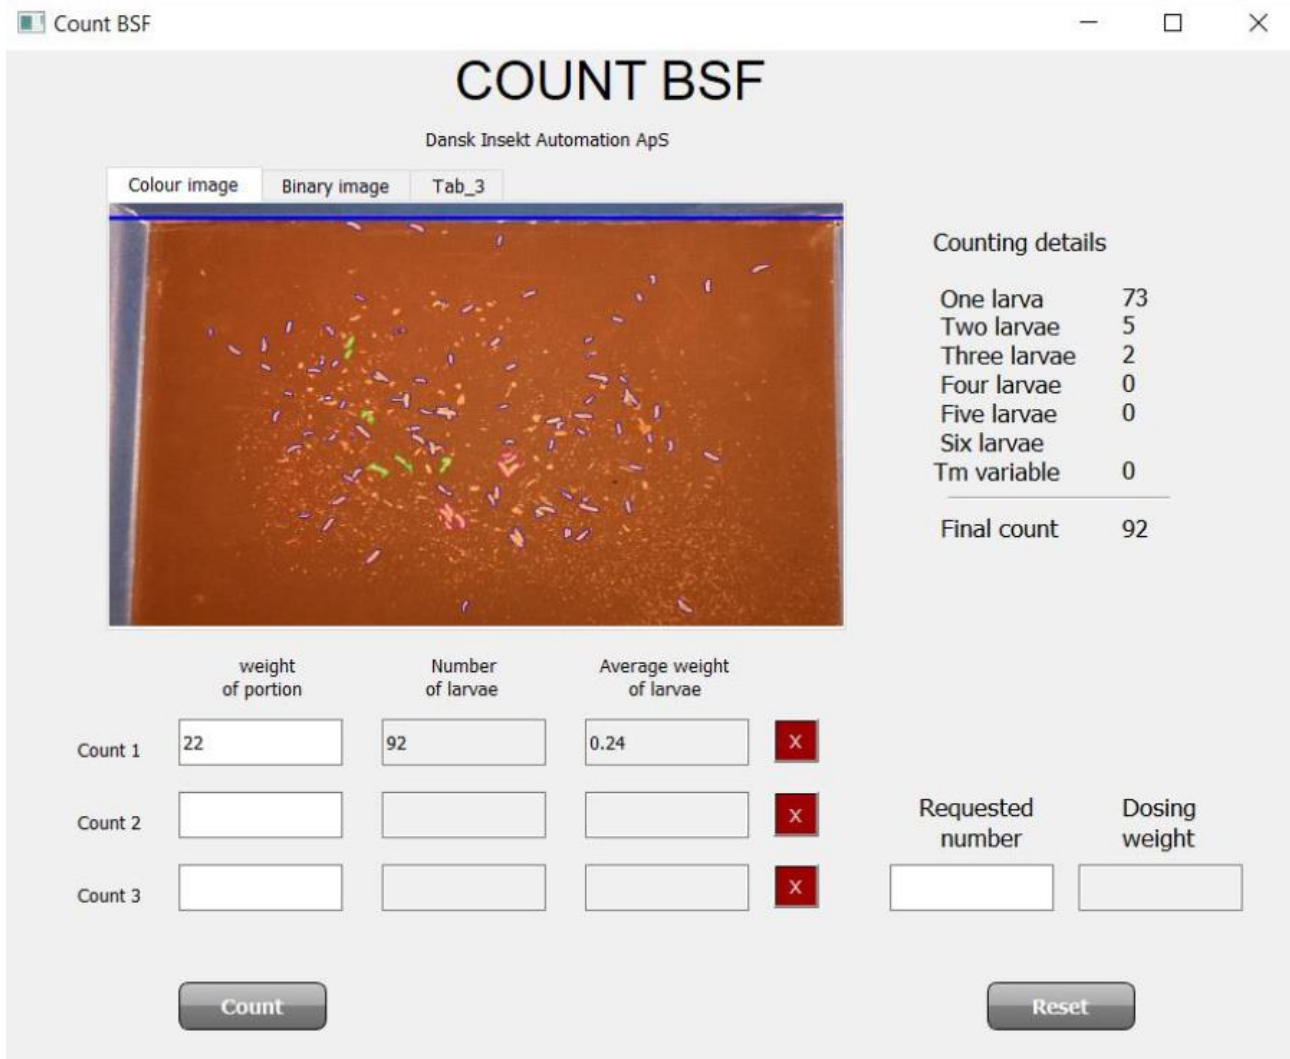 Count BSF
COUNT BSF
Dansk Insekt Automation ApS
Colour image Binary image Tab_3
Counting details
One larva 73
Two larvae 5
Three larvae 2
Four larvae 0
Five larvae 0
Six larvae
Tm variable 0
Final count 92
weight
of portion
Number
of larvae
Average weight
of larvae
Count 1 22 92 0.24 X
Count 2 X
Count 3 X
Requested
number
Dosing
weight
Count
Reset